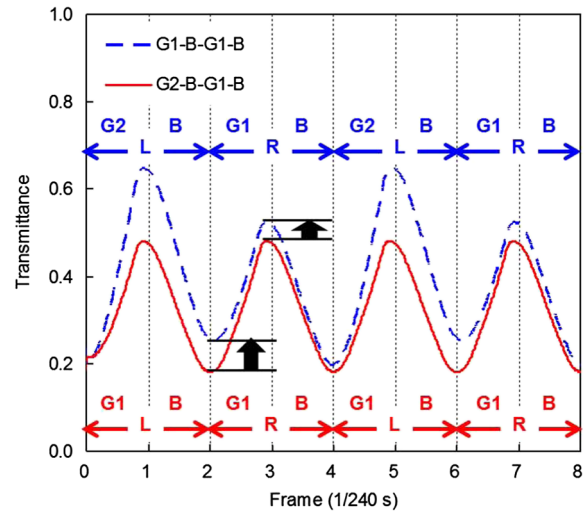 1.0
G1-B-G1-B
G2-B-G1-B
0.8
G2 B G1 B G2 B G1 B
L R L R
0.6
0.4
0.2
G1 B G1 B G1 B G1 B
L R L R
0.0
0 1 2 3 4 5 6 7 8
Frame (1/240 s)
Transmittance